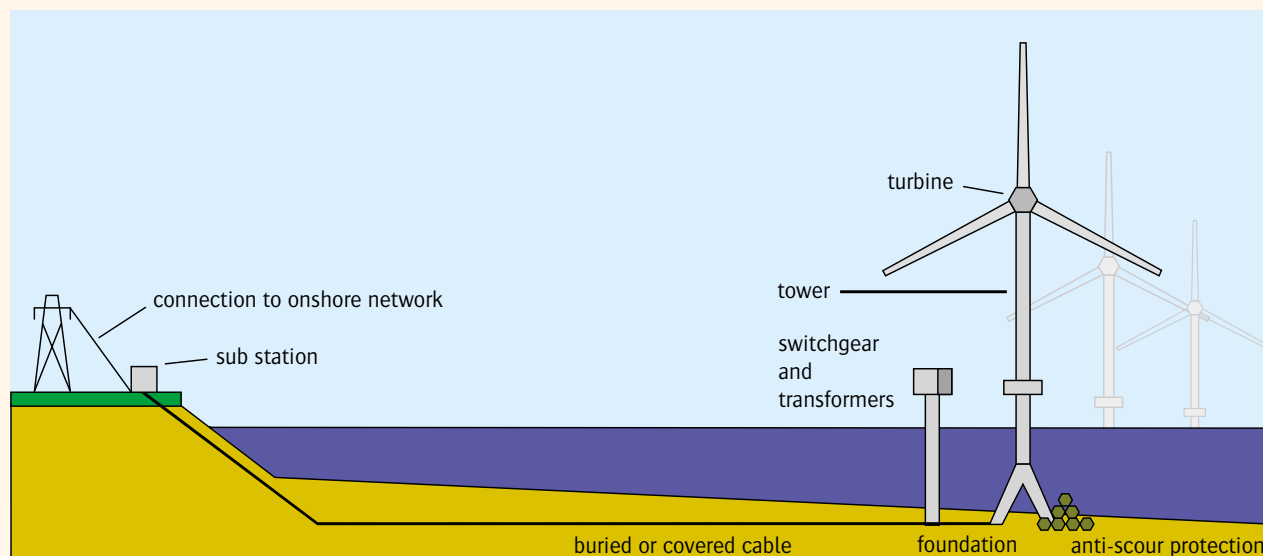 turbine
connection to onshore network
tower
sub station
switchgear
and
transformers
buried or covered cable
foundation
anti-scour protection